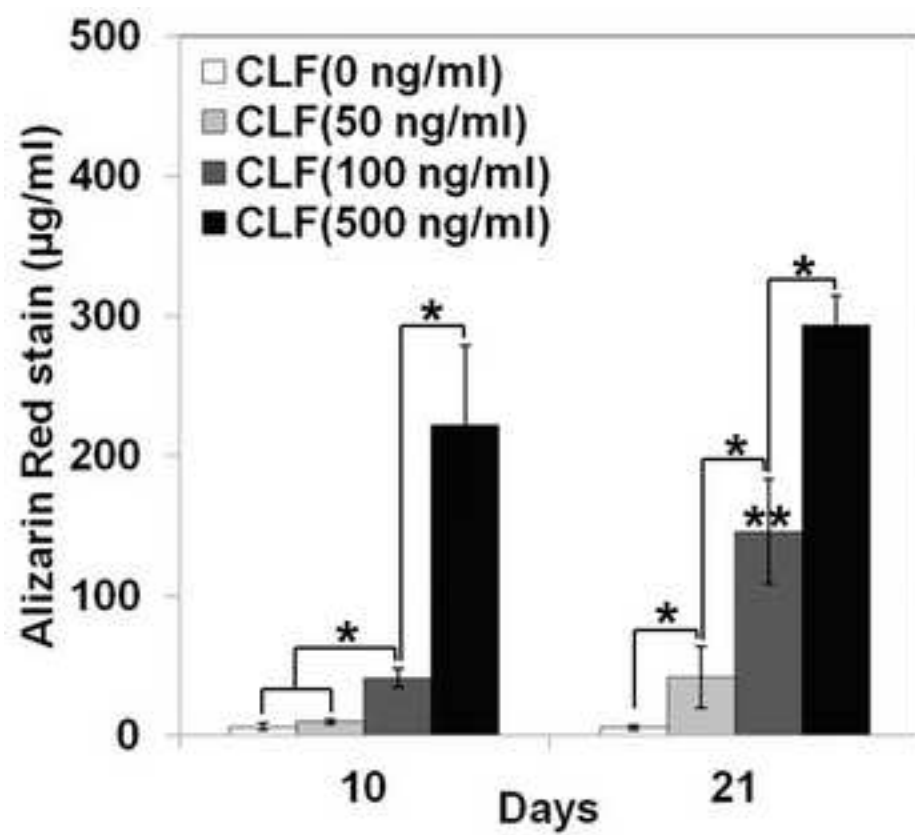 500
400
300
200
100
0
Alizarin Red stain (µg/ml)
CLF(0 ng/ml)
CLF(50 ng/ml)
CLF(100 ng/ml)
CLF(500 ng/ml)
*
*
*
*
*
**
10
21
Days